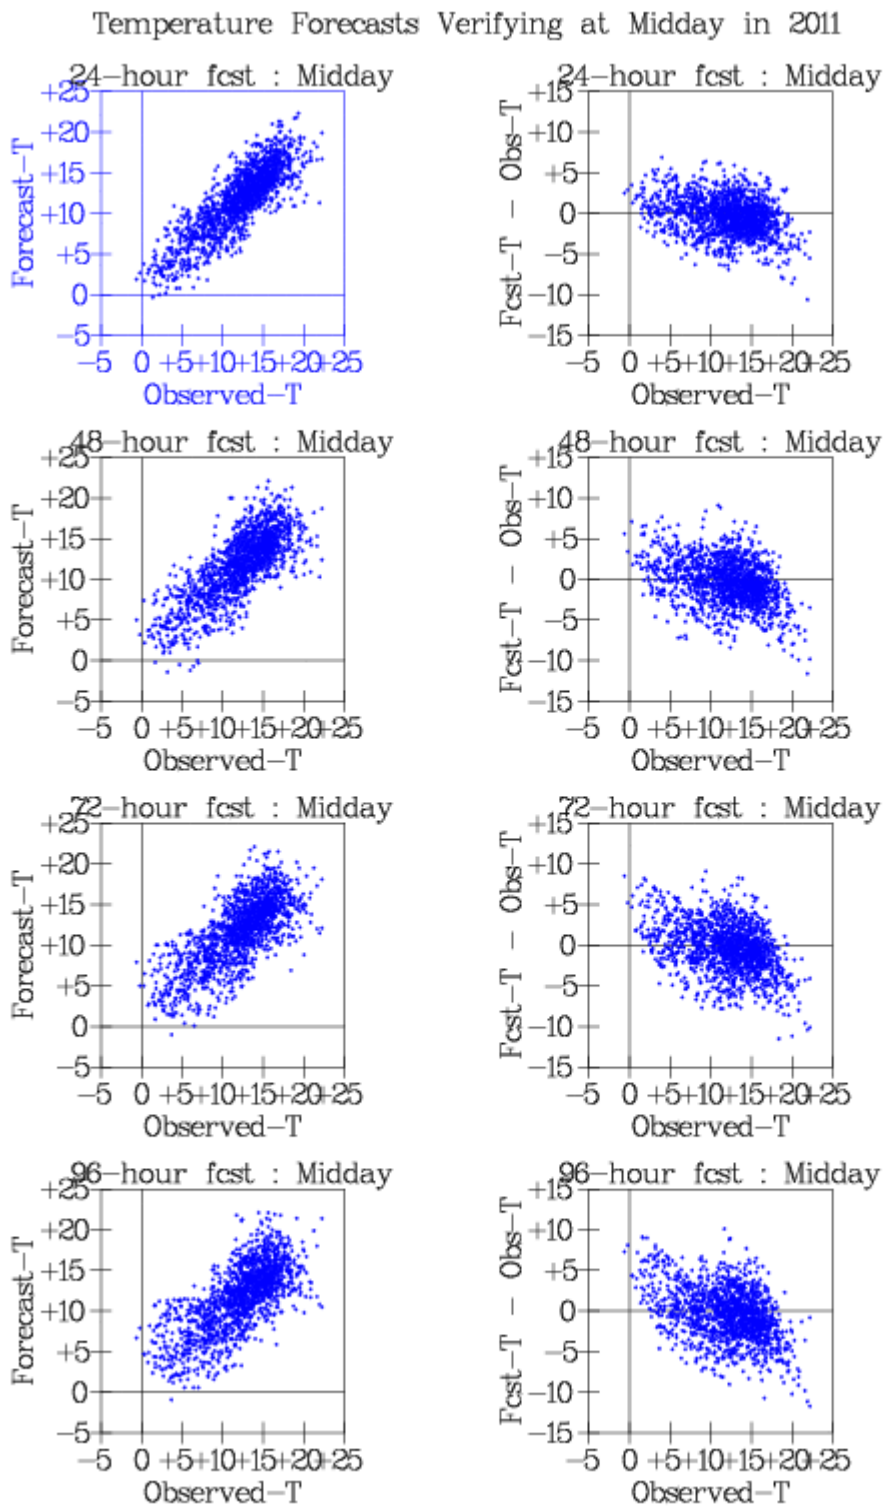 Temperature Forecasts Verifying at Midday in 2011
24-hour fcst : Midday
+25
+20
+15
+10
+5
0
-5
Forecast-T
-5 0 +5 +10 +15 +20 +25
Observed-T
24-hour fcst : Midday
+15
+10
+5
0
-5
-10
-15
Fcst-T - Obs-T
-5 0 +5 +10 +15 +20 +25
Observed-T
48-hour fcst : Midday
+25
+20
+15
+10
+5
0
-5
Forecast-T
-5 0 +5 +10 +15 +20 +25
Observed-T
48-hour fcst : Midday
+15
+10
+5
0
-5
-10
-15
Fcst-T - Obs-T
-5 0 +5 +10 +15 +20 +25
Observed-T
72-hour fcst : Midday
+25
+20
+15
+10
+5
0
-5
Forecast-T
-5 0 +5 +10 +15 +20 +25
Observed-T
72-hour fcst : Midday
+15
+10
+5
0
-5
-10
-15
Fcst-T - Obs-T
-5 0 +5 +10 +15 +20 +25
Observed-T
96-hour fcst : Midday
+25
+20
+15
+10
+5
0
-5
Forecast-T
-5 0 +5 +10 +15 +20 +25
Observed-T
96-hour fcst : Midday
+15
+10
+5
0
-5
-10
-15
Fcst-T - Obs-T
-5 0 +5 +10 +15 +20 +25
Observed-T